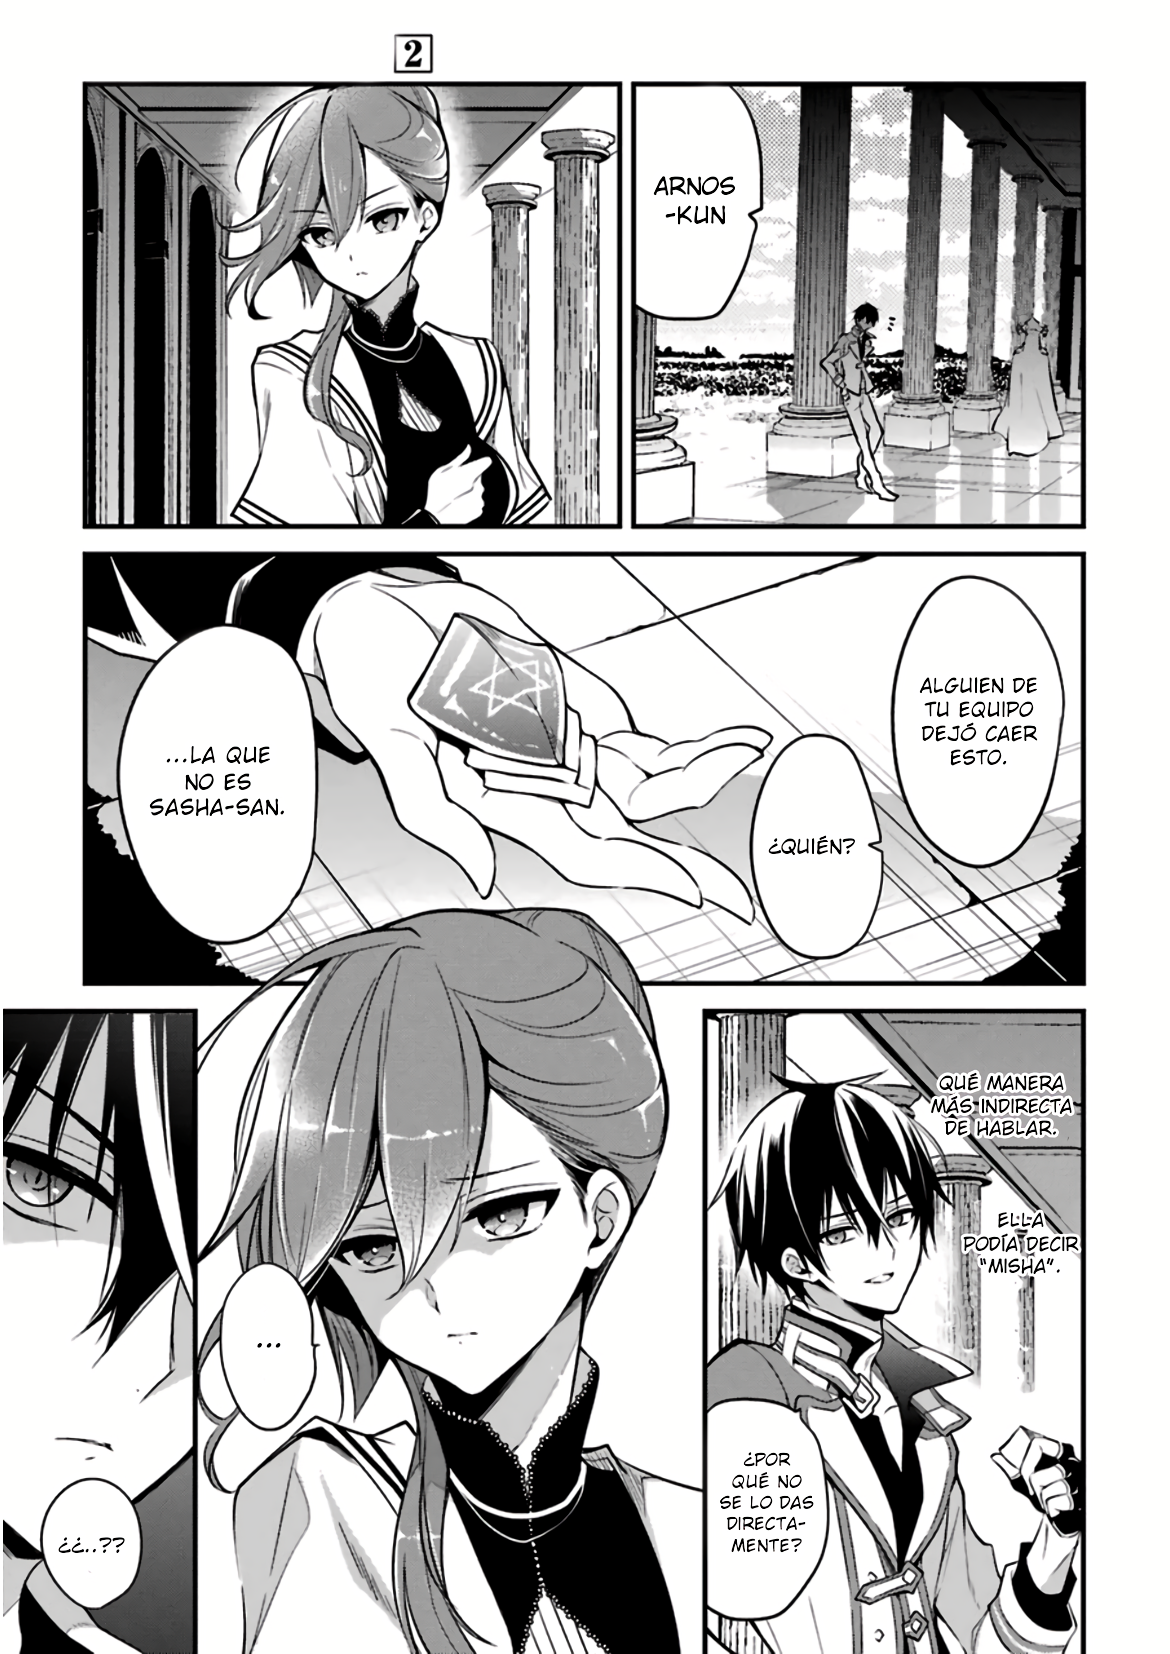 2
ARNOS
-KUN
ALGUIEN DE
TU EQUIPO
DEJÓ CAER
ESTO.
¿QUIÉN?
...LA QUE
NO ES
SASHA-SAN.
QUÉ MANERA
MÁS INDIRECTA
DE HABLAR.
ELLA
PODÍA DECIR
"MISHA".
¿POR
QUÉ NO
SE LO DAS
DIRECTA-
MENTE?
...
¿¿..??